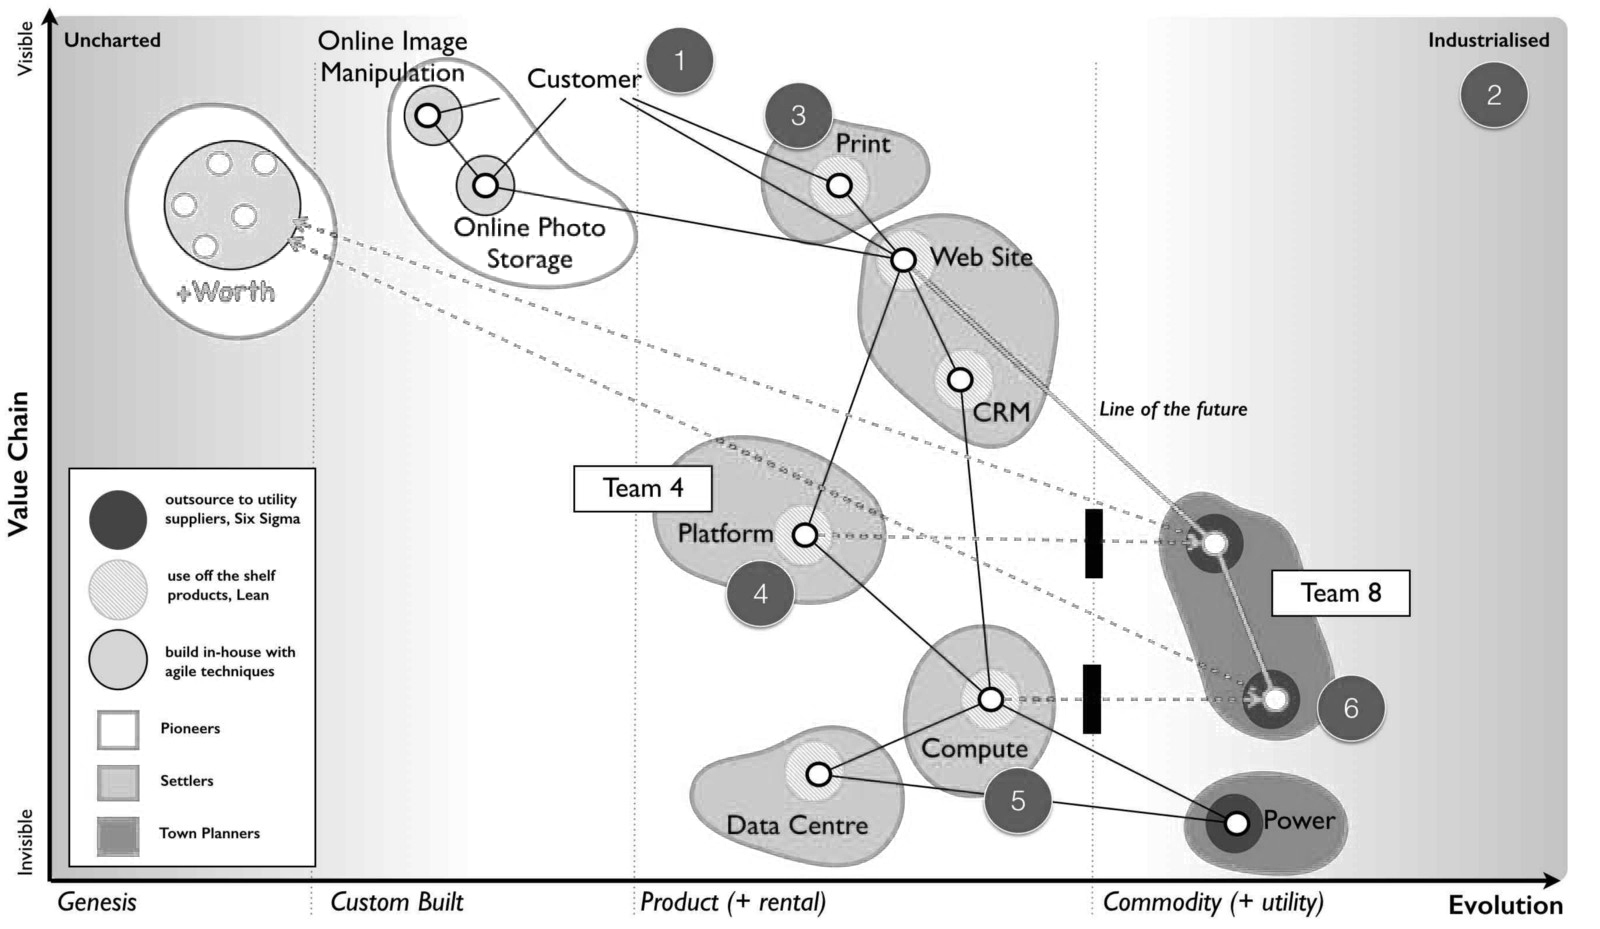 Visible
Uncharted
Online Image
Manipulation
Customer
1
Industrialised
2
3
Print
Online Photo
Storage
+Worth
Web Site
CRM
Line of the future
Value Chain
Team 4
Platform
4
Team 8
6
Compute
5
Data Centre
Power
outsource to utility
suppliers, Six Sigma
use off the shelf
products, Lean
build in-house with
agile techniques
Pioneers
Settlers
Town Planners
Invisible
Genesis
Custom Built
Product (+ rental)
Commodity (+ utility)
Evolution